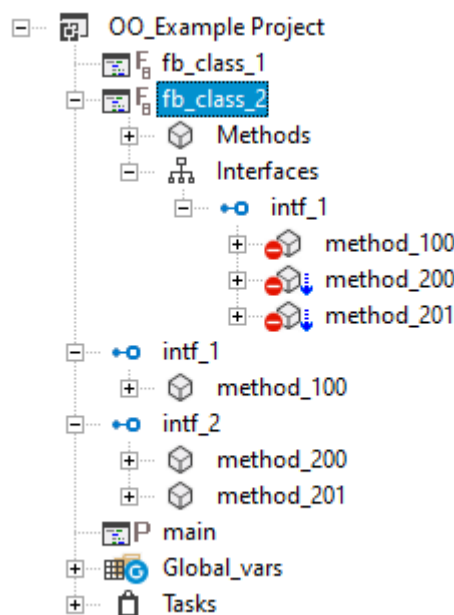 OO_Example Project
fb_class_1
fb_class_2
Methods
Interfaces
intf_1
method_100
method_200
method_201
intf_1
method_100
intf_2
method_200
method_201
main
Global_vars
Tasks